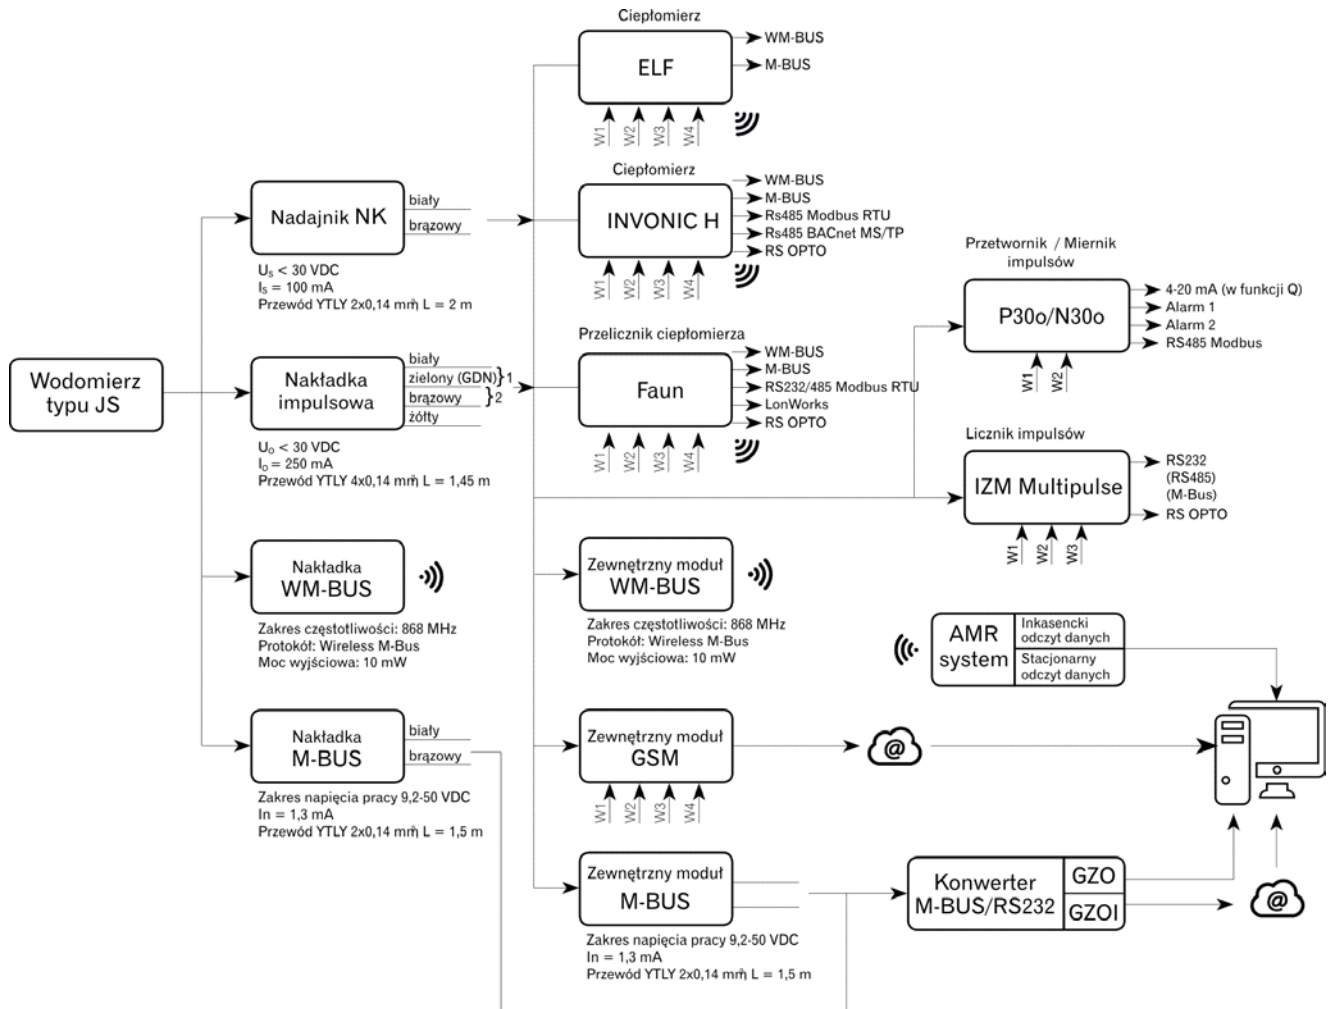 Ciepłomierz
ELF
WM-BUS
M-BUS
W1
W2
W3
W4
Ciepłomierz
INVONIC H
WM-BUS
M-BUS
Rs485 Modbus RTU
Rs485 BACnet MS/TP
RS OPTO
W1
W2
W3
W4
Nadajnik NK
biały
brązowy
Us < 30 VDC
Is = 100 mA
Przewód YTLY 2x0,14 mm², L = 2 m
Przetwornik / Miernik
impulsów
P30o/N30o
4-20 mA (w funkcji Q)
Alarm 1
Alarm 2
RS485 Modbus
W1
W2
Przelicznik ciepłomierza
Faun
WM-BUS
M-BUS
RS232/485 Modbus RTU
LonWorks
RS OPTO
W1
W2
W3
W4
Wodomierz
typu JS
Nakładka
impulsowa
biały
zielony (GDN) }1
brązowy }2
żółty
Uo < 30 VDC
Io = 250 mA
Przewód YTLY 4x0,14 mm², L = 1,45 m
Licznik impulsów
IZM Multipulse
RS232
(RS485)
(M-Bus)
RS OPTO
W1
W2
W3
Nakładka
WM-BUS
Zakres częstotliwości: 868 MHz
Protokół: Wireless M-Bus
Moc wyjściowa: 10 mW
Zewnętrzny moduł
WM-BUS
Zakres częstotliwości: 868 MHz
Protokół: Wireless M-Bus
Moc wyjściowa: 10 mW
AMR
system
Inkasencki
odczyt danych
Stacjonarny
odczyt danych
Nakładka
M-BUS
biały
brązowy
Zakres napięcia pracy 9,2-50 VDC
In = 1,3 mA
Przewód YTLY 2x0,14 mm², L = 1,5 m
Zewnętrzny moduł
GSM
W1
W2
W3
W4
@
Zewnętrzny moduł
M-BUS
Zakres napięcia pracy 9,2-50 VDC
In = 1,3 mA
Przewód YTLY 2x0,14 mm², L = 1,5 m
Konwerter
M-BUS/RS232
GZO
GZOI
@